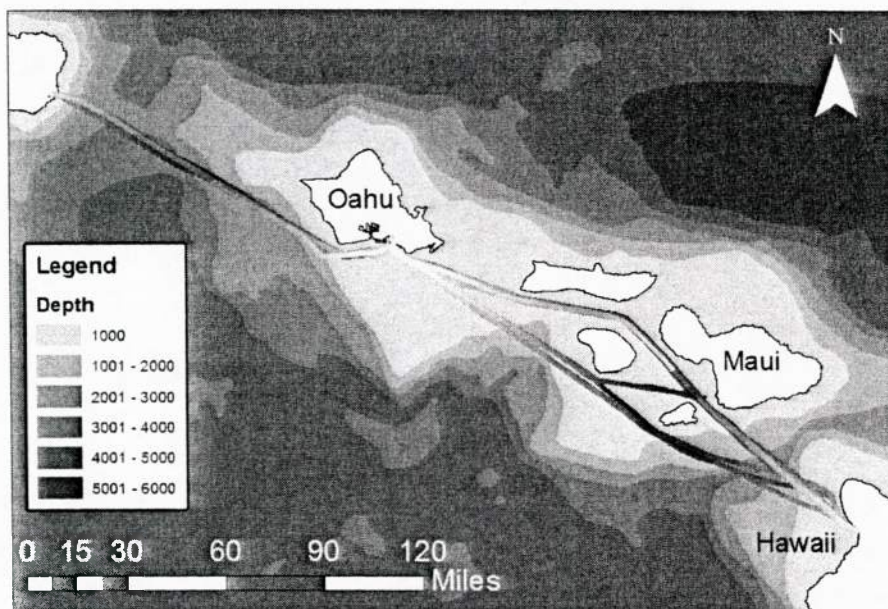 N
Oahu
Maui
Hawaii
Legend
Depth
1000
1001 - 2000
2001 - 3000
3001 - 4000
4001 - 5000
5001 - 6000
0 15 30 60 90 120
Miles